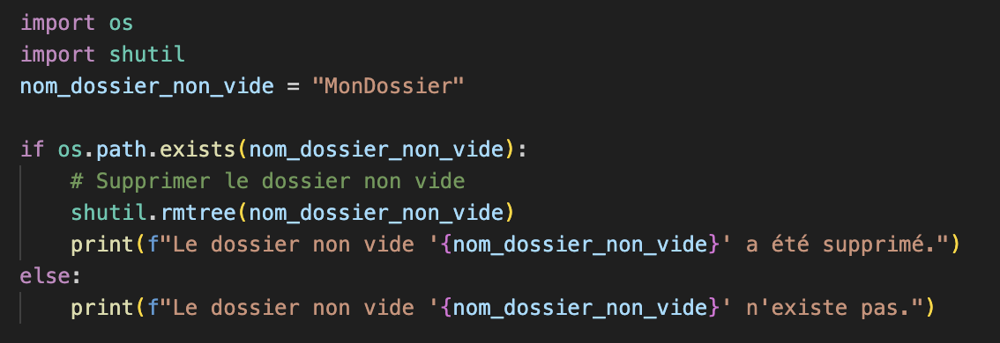 import os
import shutil
nom_dossier_non_vide = "MonDossier"

if os.path.exists(nom_dossier_non_vide):
    # Supprimer le dossier non vide
    shutil.rmtree(nom_dossier_non_vide)
    print(f"Le dossier non vide '{nom_dossier_non_vide}' a été supprimé.")
else:
    print(f"Le dossier non vide '{nom_dossier_non_vide}' n'existe pas.")